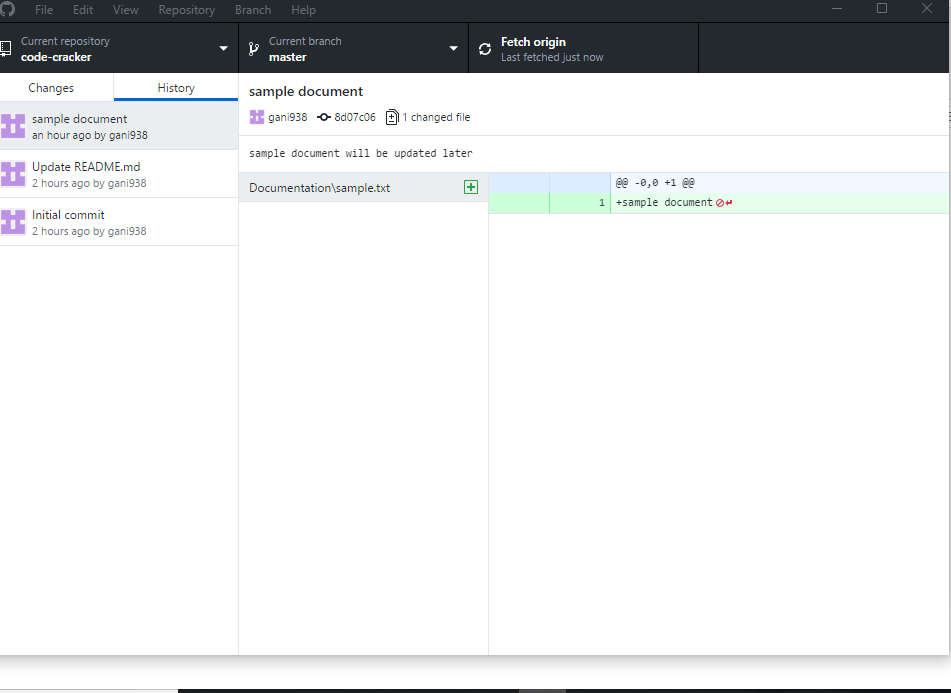 File Edit View Repository Branch Help
Current repository
code-cracker
Current branch
master
Fetch origin
Last fetched just now
Changes History
sample document
an hour ago by gani938
Update README.md
2 hours ago by gani938
Initial commit
2 hours ago by gani938
sample document
gani938 8d07c06 1 changed file
sample document will be updated later
Documentation\sample.txt
@@ -0,0 +1 @@
1 +sample document